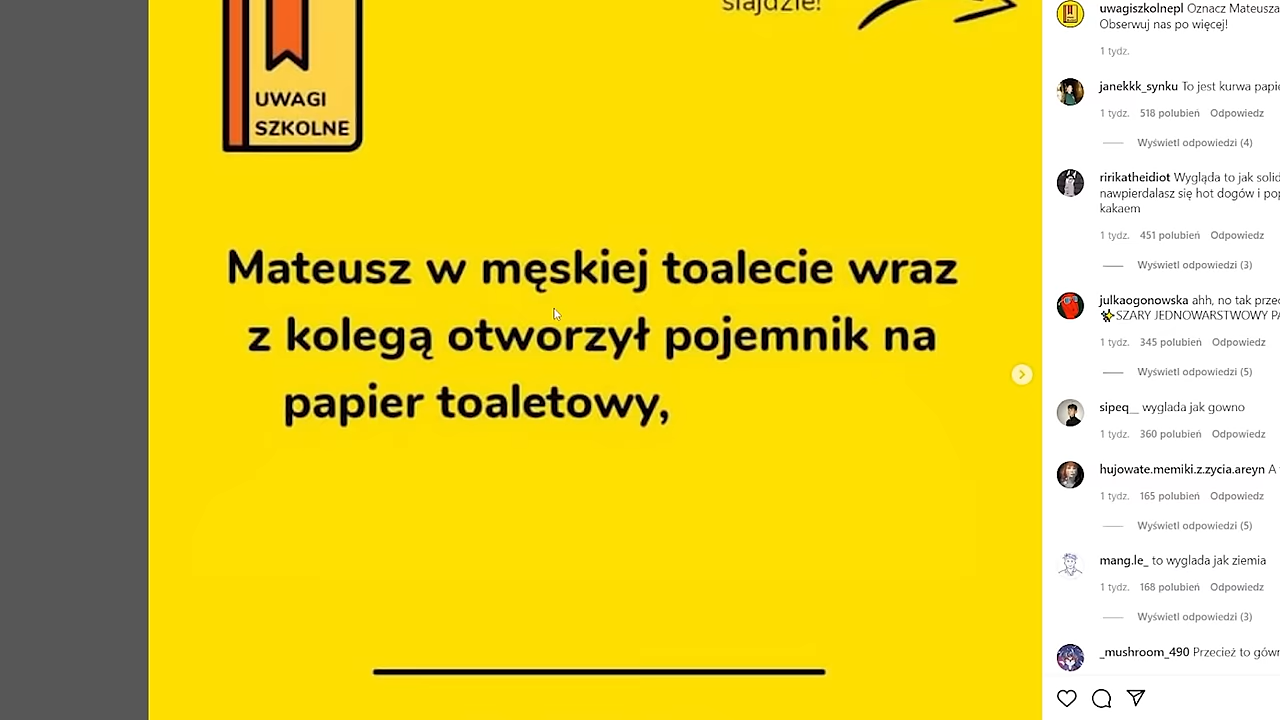 slajdzie!
UWAGI
SZKOLNE
Mateusz w męskiej toalecie wraz
z kolegą otworzył pojemnik na
papier toaletowy,
uwagiszkolnepl Oznacz Mateusza
Obserwuj nas po więcej!
1 tydz.
janekkk_synku To jest kurwa
1 tydz. 518 polubień Odpowiedz
Wyświetl odpowiedzi (4)
ririkatheidiot Wygląda to jak
nawpierdalasz się hot dogów i
kakaem
1 tydz. 451 polubień Odpowiedz
Wyświetl odpowiedzi (3)
julkaogonowska ahh, no tak
✨SZARY JEDNOWARSTWOWY
1 tydz. 345 polubień Odpowiedz
Wyświetl odpowiedzi (5)
sipeq__ wyglada jak gowno
1 tydz. 360 polubień Odpowiedz
hujowate.memiki.z.zycia.areyn A
1 tydz. 165 polubień Odpowiedz
Wyświetl odpowiedzi (5)
mang.le_ to wyglada jak ziemia
1 tydz. 168 polubień Odpowiedz
Wyświetl odpowiedzi (3)
_mushroom_490 Przecież to